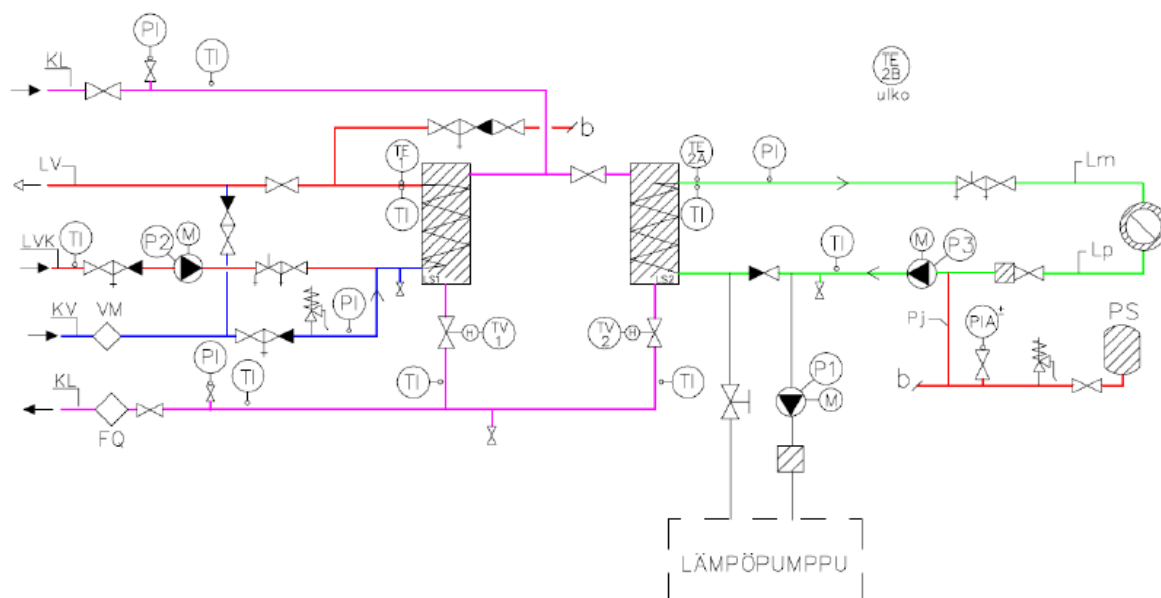 PI
TI
KL
TE
2B
ulka
b
LV
TE
1
TI
TE
2A
TI
PI
Lm
LVK
TI
P2
M
LS1
LS2
TI
M
P3
Lp
KV
VM
PI
TV
1
H
TV
2
H
Pj
PIA+
PS
KL
PI
TI
FQ
TI
TI
P1
M
b
LÄMPÖPUMPPU